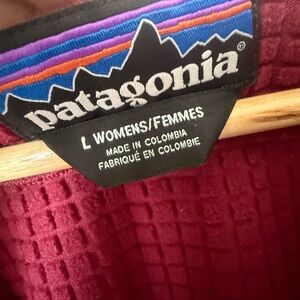 patagonia®
L WOMENS/FEMMES
MADE IN COLOMBIA
FABRIQUÉ EN COLOMBIE